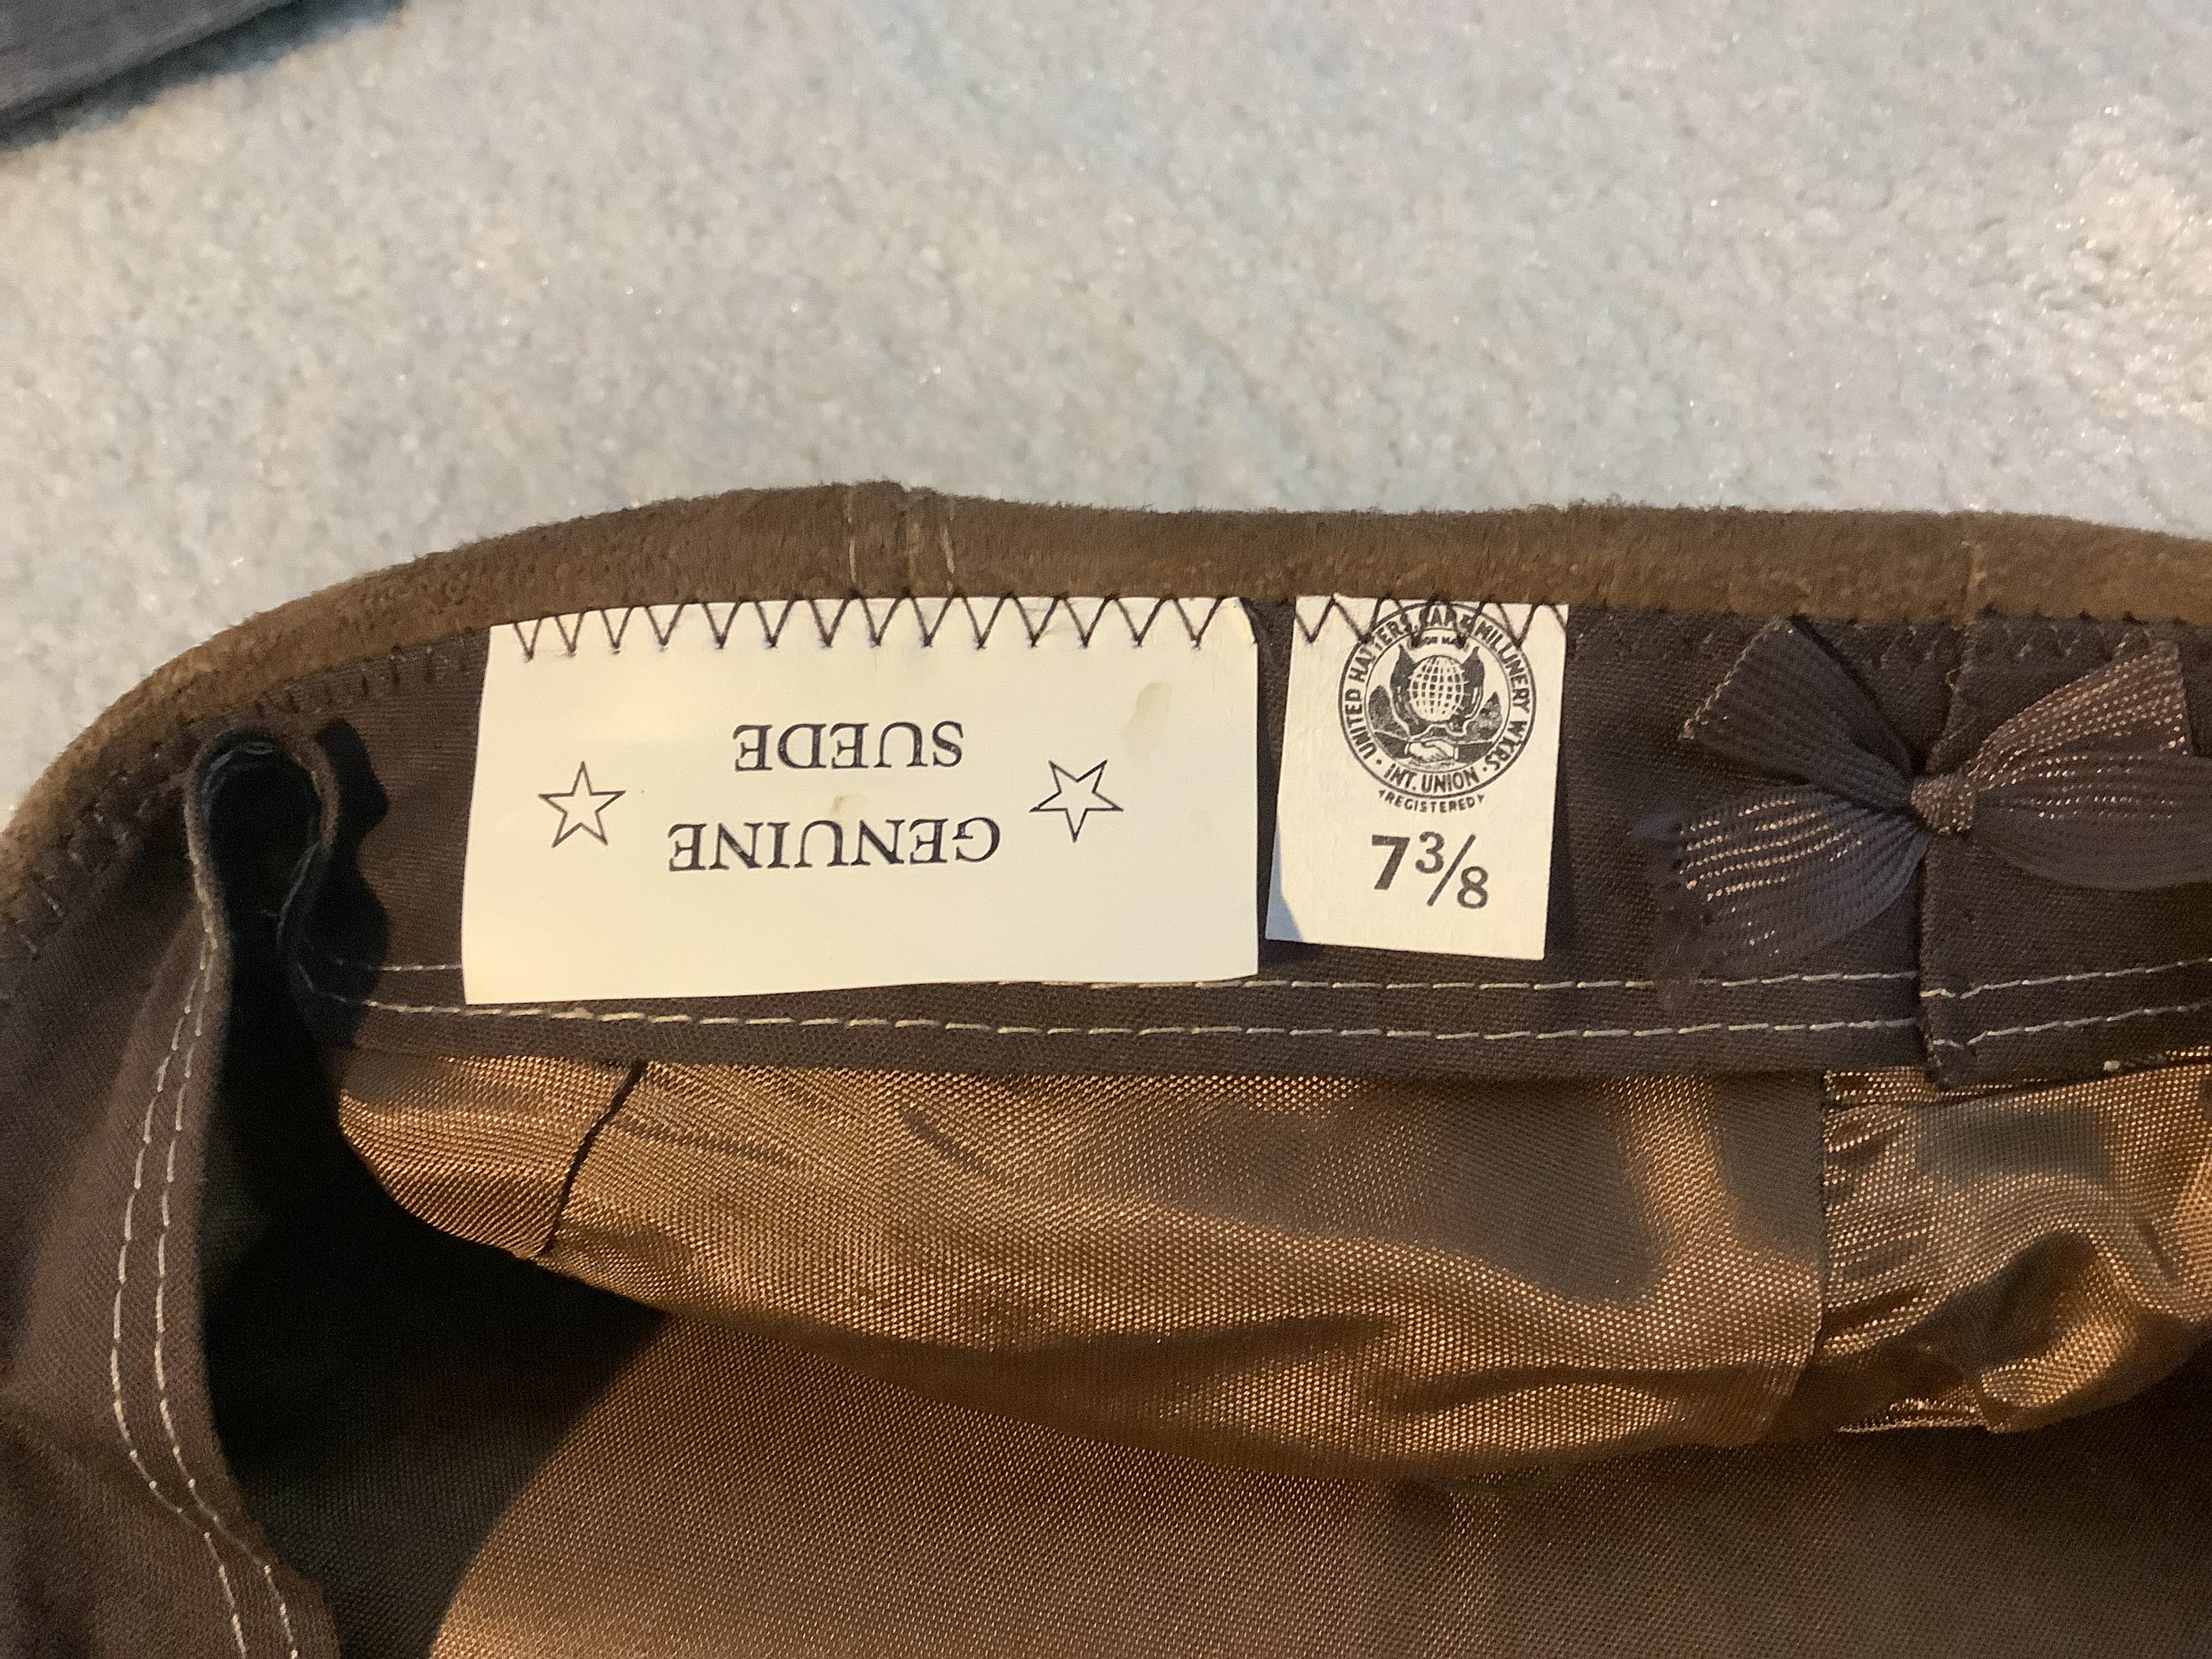 GENUINE
SUEDE
UNITED HATTERS, CAP & MILLINERY WKRS
· INT. UNION ·
REGISTERED
7 3/8